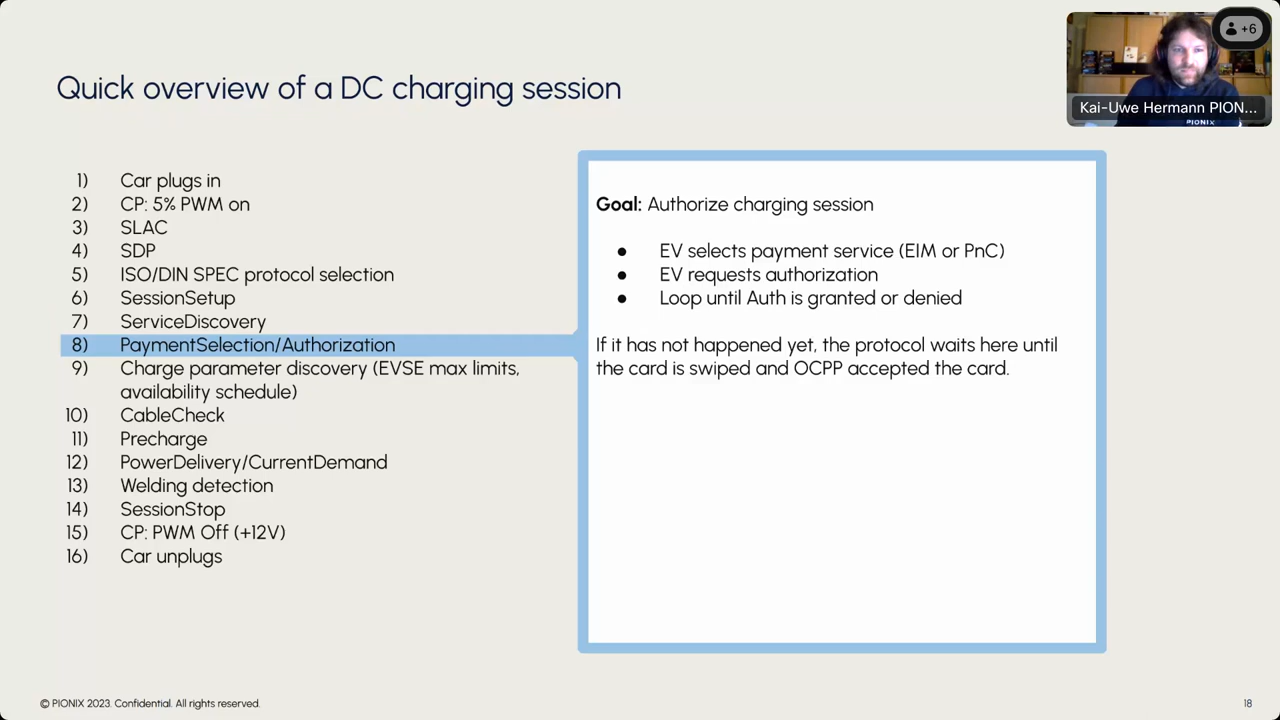 Quick overview of a DC charging session
+6
Kai-Uwe Hermann PION...
PIONIX
1) Car plugs in
2) CP: 5% PWM on
3) SLAC
4) SDP
5) ISO/DIN SPEC protocol selection
6) SessionSetup
7) ServiceDiscovery
8) PaymentSelection/Authorization
9) Charge parameter discovery (EVSE max limits,
availability schedule)
10) CableCheck
11) Precharge
12) PowerDelivery/CurrentDemand
13) Welding detection
14) SessionStop
15) CP: PWM Off (+12V)
16) Car unplugs
Goal: Authorize charging session
● EV selects payment service (EIM or PnC)
● EV requests authorization
● Loop until Auth is granted or denied
If it has not happened yet, the protocol waits here until
the card is swiped and OCPP accepted the card.
© PIONIX 2023. Confidential. All rights reserved.
18